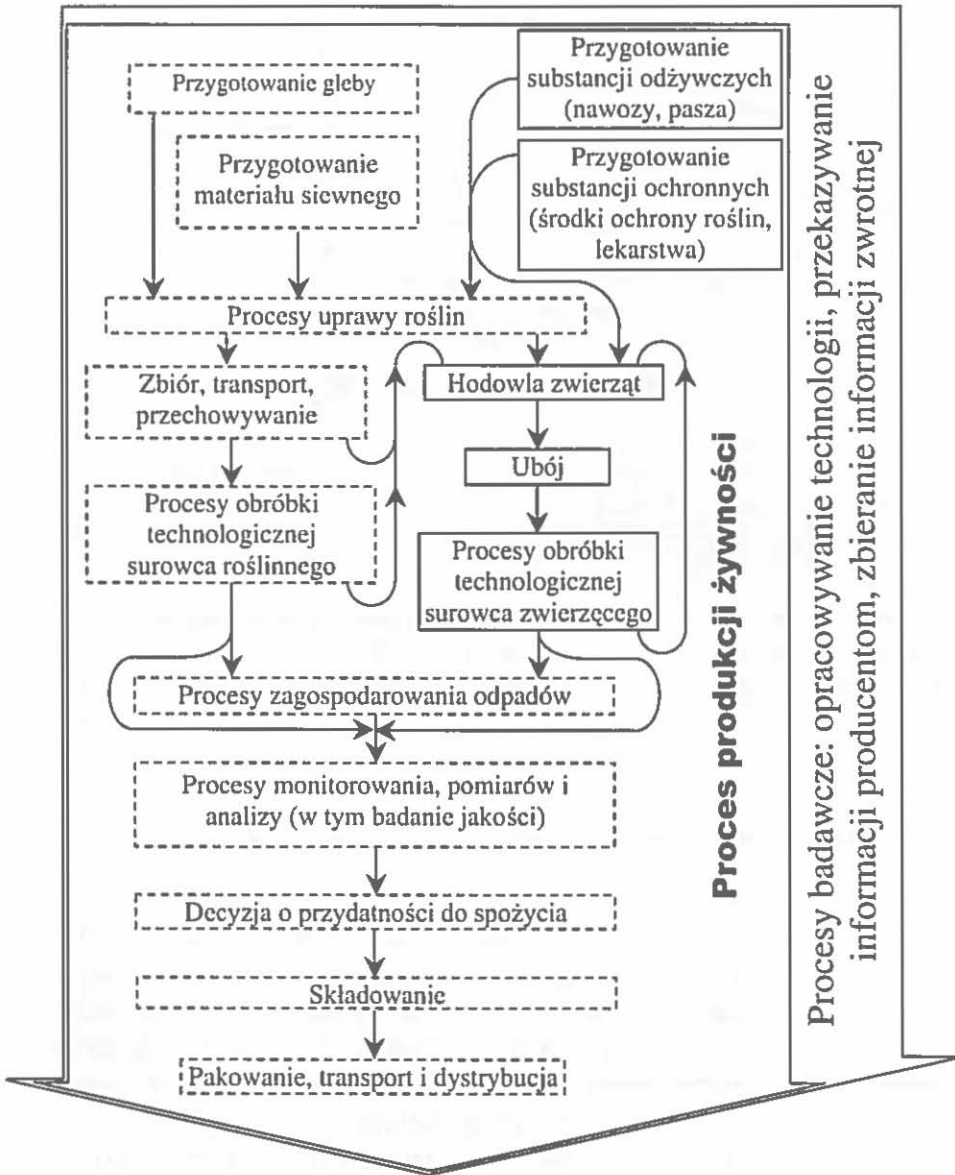 Przygotowanie gleby
Przygotowanie
materiału siewnego
Przygotowanie
substancji odżywczych
(nawozy, pasza)
Przygotowanie
substancji ochronnych
(środki ochrony roślin,
lekarstwa)
Procesy uprawy roślin
Zbiór, transport,
przechowywanie
Hodowla zwierząt
Ubój
Procesy obróbki
technologicznej
surowca roślinnego
Procesy obróbki
technologicznej
surowca zwierzęcego
Procesy zagospodarowania odpadów
Procesy monitorowania, pomiarów i
analizy (w tym badanie jakości)
Decyzja o przydatności do spożycia
Składowanie
Pakowanie, transport i dystrybucja
Proces produkcji żywności
Procesy badawcze: opracowywanie technologii, przekazywanie
informacji producentom, zbieranie informacji zwrotnej